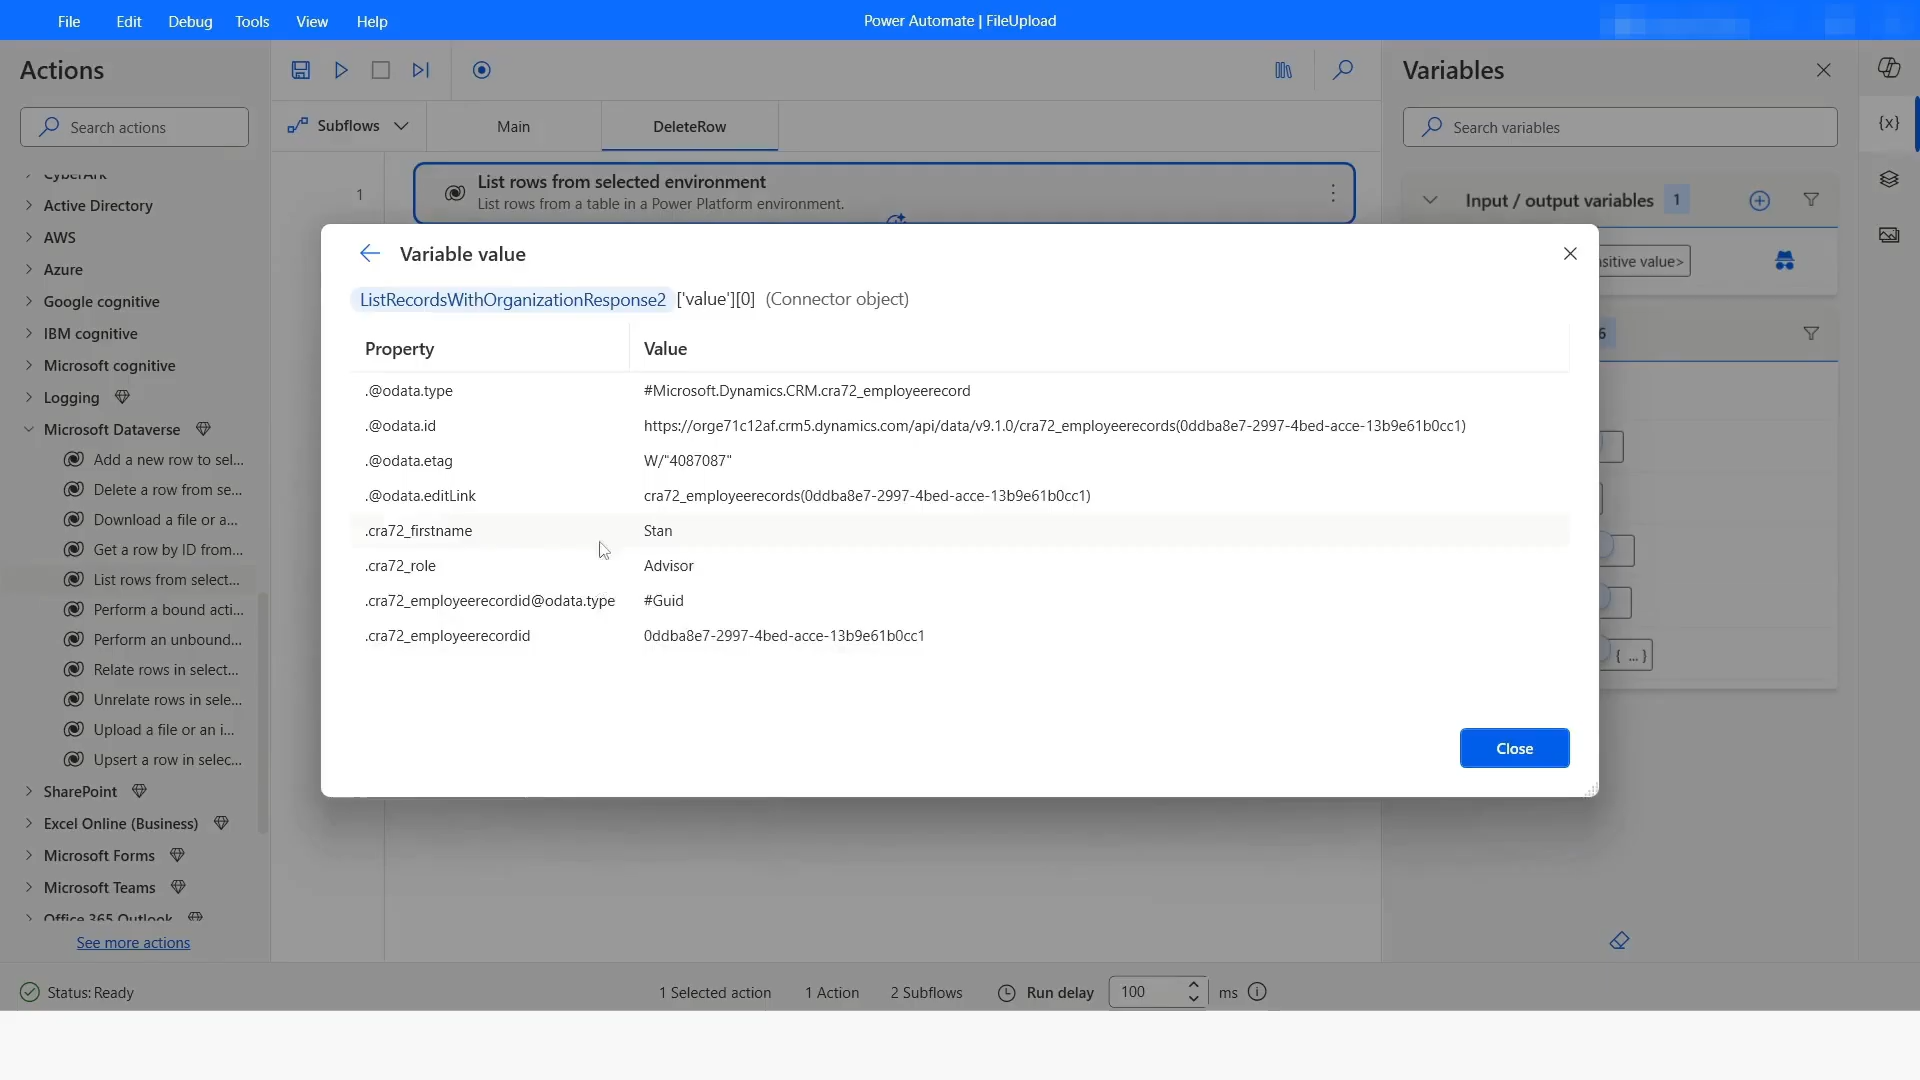 File Edit Debug Tools View Help
Power Automate | FileUpload
Actions
Search actions
CyberArk
Active Directory
AWS
Azure
Google cognitive
IBM cognitive
Microsoft cognitive
Logging
Microsoft Dataverse
Add a new row to sel...
Delete a row from se...
Download a file or a...
Get a row by ID from...
List rows from select...
Perform a bound acti...
Perform an unbound...
Relate rows in select...
Unrelate rows in sele...
Upload a file or an i...
Upsert a row in selec...
SharePoint
Excel Online (Business)
Microsoft Forms
Microsoft Teams
Office 365 Outlook
See more actions
Subflows
Main
DeleteRow
1
List rows from selected environment
List rows from a table in a Power Platform environment.
Variable value
ListRecordsWithOrganizationResponse2 ['value'][0] (Connector object)
Property Value
.@odata.type #Microsoft.Dynamics.CRM.cra72_employeerecord
.@odata.id https://orge71c12af.crm5.dynamics.com/api/data/v9.1.0/cra72_employeerecords(0ddba8e7-2997-4bed-acce-13b9e61b0cc1)
.@odata.etag W/"4087087"
.@odata.editLink cra72_employeerecords(0ddba8e7-2997-4bed-acce-13b9e61b0cc1)
.cra72_firstname Stan
.cra72_role Advisor
.cra72_employeerecordid@odata.type #Guid
.cra72_employeerecordid 0ddba8e7-2997-4bed-acce-13b9e61b0cc1
Close
Variables
{x}
Search variables
Input / output variables 1
sitive value>
6
{ ... }
Status: Ready
1 Selected action
1 Action
2 Subflows
Run delay
100
ms